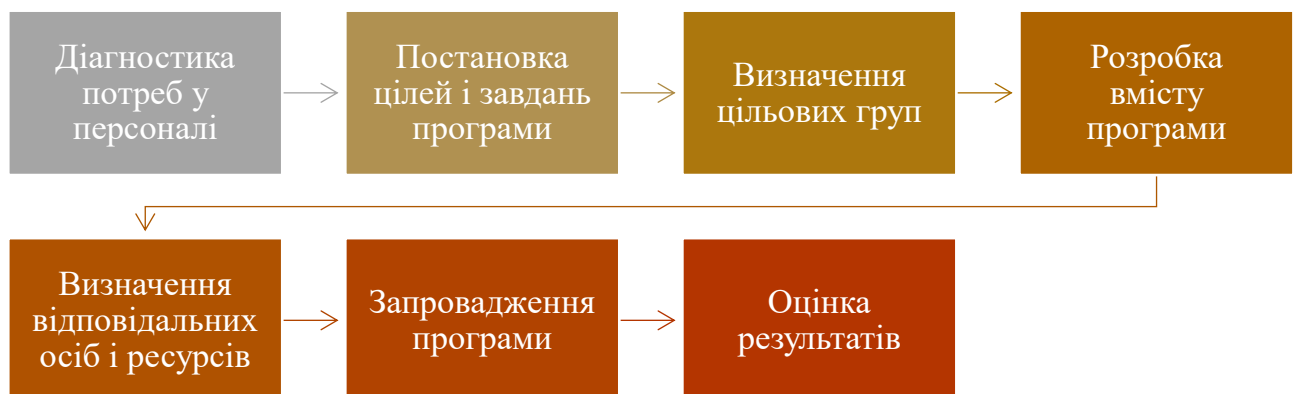 Діагностика
потреб у
персоналі
Постановка
цілей і завдань
програми
Визначення
цільових груп
Розробка
вмісту
програми
Визначення
відповідальних
осіб і ресурсів
Запровадження
програми
Оцінка
результатів